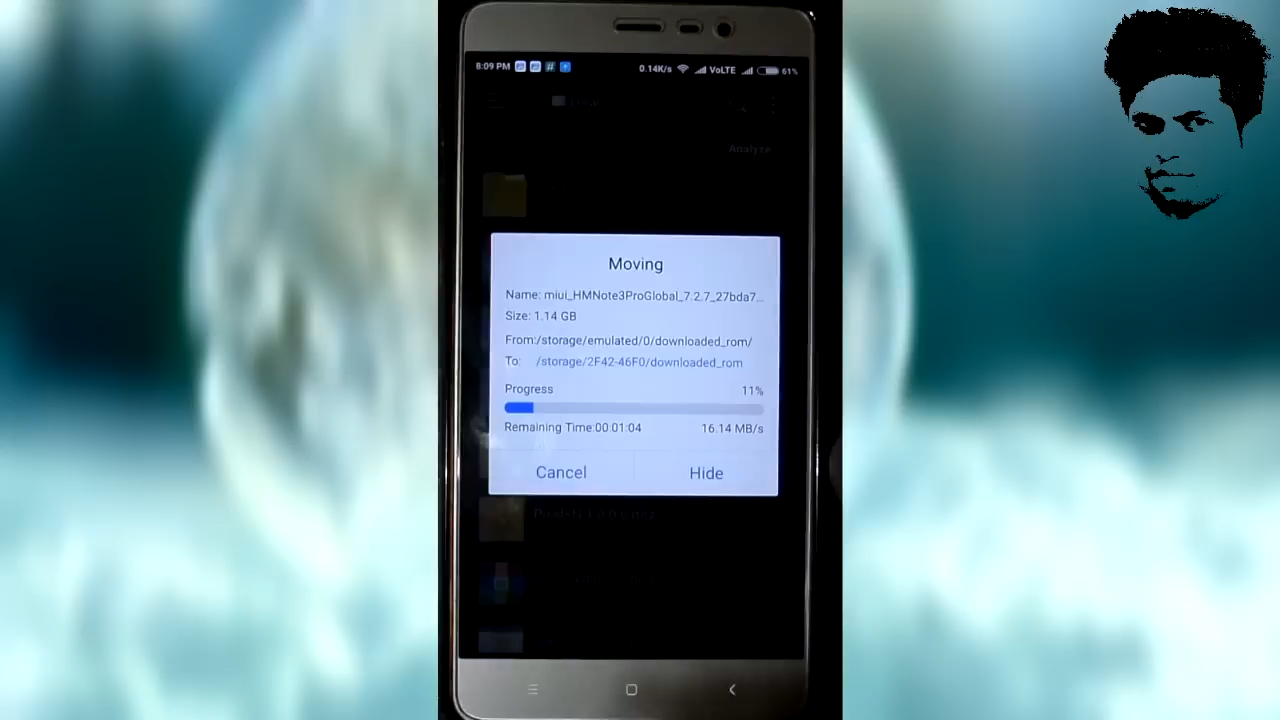 8:09 PM 0.14K/s VoLTE 61%
Analyze
Moving
Name: miui_HMNote3ProGlobal_7.2.7_27bda7...
Size: 1.14 GB
From:/storage/emulated/0/downloaded_rom/
To: /storage/2F42-46F0/downloaded_rom
Progress 11%
Remaining Time:00:01:04 16.14 MB/s
Cancel Hide